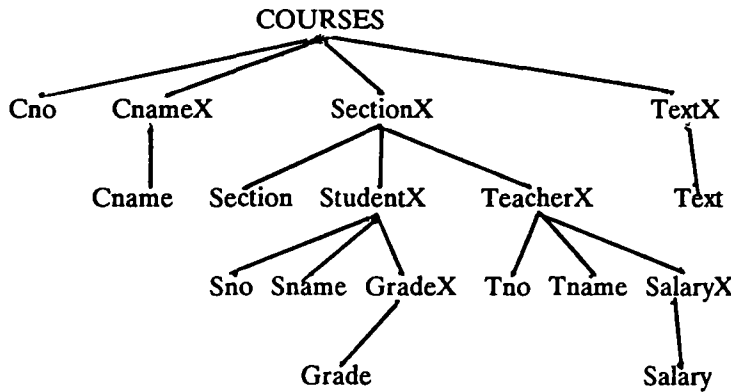 COURSES
Cno CnameX SectionX TextX
Cname Section StudentX TeacherX Text
Sno Sname GradeX Tno Tname SalaryX
Grade Salary